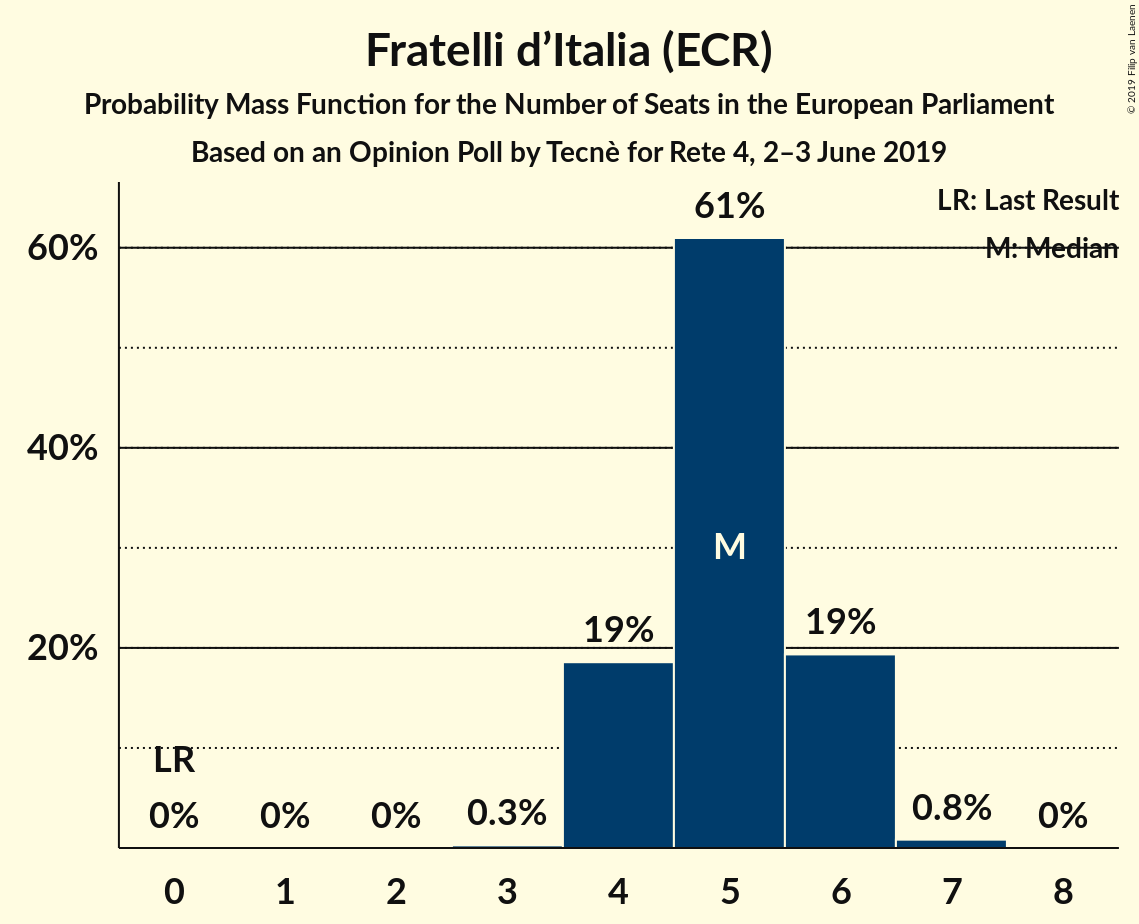 Fratelli d’Italia (ECR)
Probability Mass Function for the Number of Seats in the European Parliament
Based on an Opinion Poll by Tecnè for Rete 4, 2–3 June 2019
© 2019 Filip van Laenen
LR: Last Result
M: Median
60%
40%
20%
61%
M
19%
19%
LR
0%
0%
0%
0.3%
0.8%
0%
0 1 2 3 4 5 6 7 8